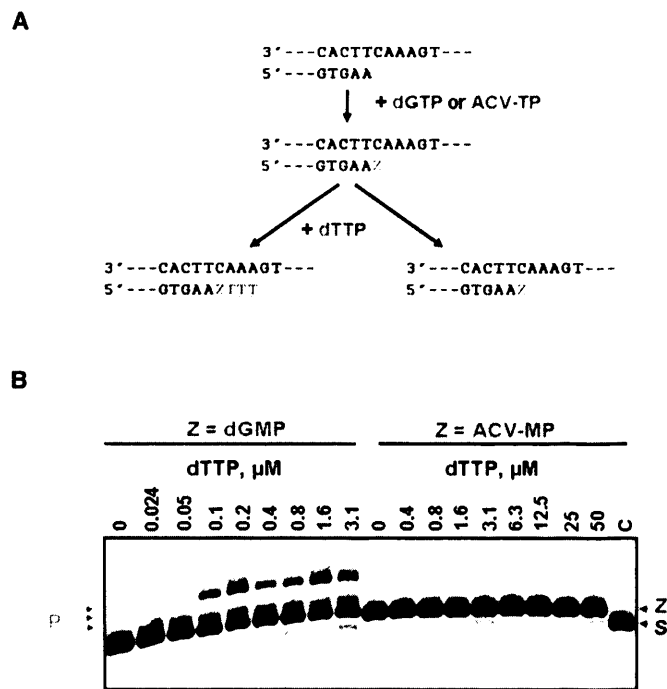 A
3'---CACTTCAAAGT---
5'---GTGAA
+ dGTP or ACV-TP
3'---CACTTCAAAGT---
5'---GTGAAZ
+ dTTP
3'---CACTTCAAAGT---
5'---GTGAAZTTT
3'---CACTTCAAAGT---
5'---GTGAAZ
B
Z = dGMP
Z = ACV-MP
dTTP, µM
dTTP, µM
0 0.024 0.05 0.1 0.2 0.4 0.8 1.6 3.1 0 0.4 0.8 1.6 3.1 6.3 12.5 25 50 C
P
Z
S